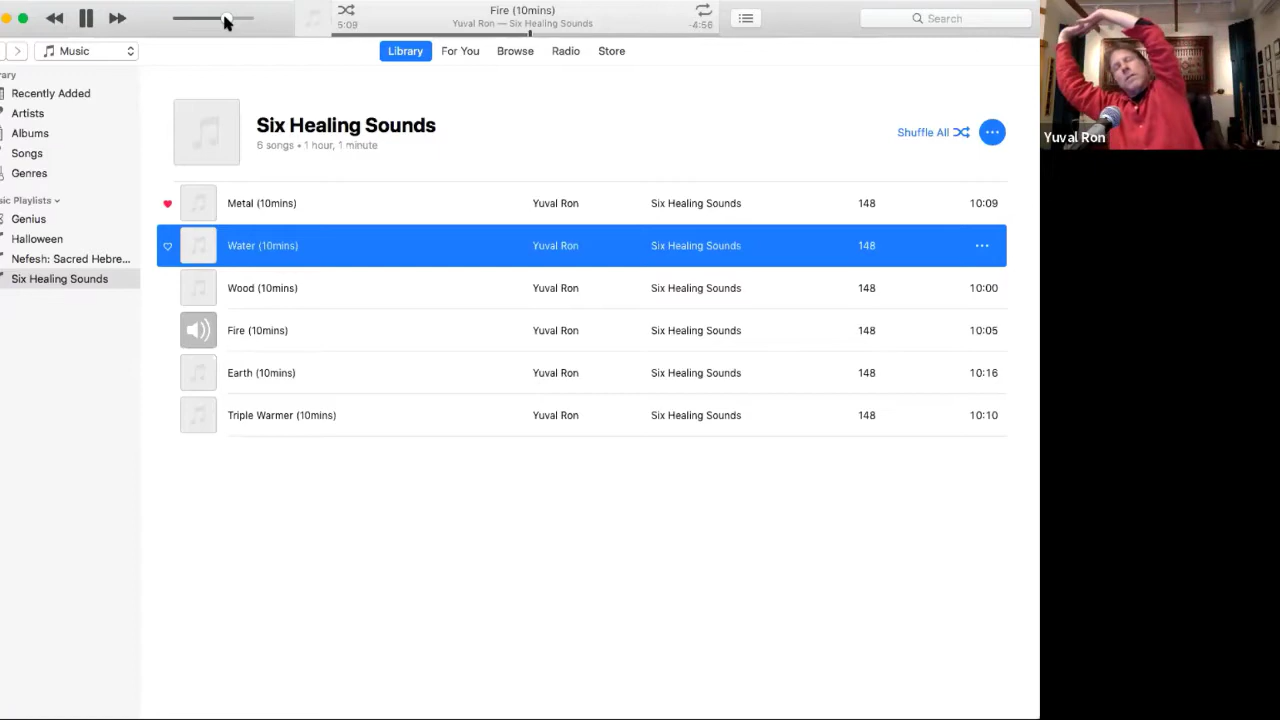 Fire (10mins)
5:09
Yuval Ron — Six Healing Sounds
-4:56
Search
Music
Library
For You
Browse
Radio
Store
Yuval Ron
rary
Recently Added
Artists
Albums
Songs
Genres
sic Playlists
Genius
Halloween
Nefesh: Sacred Hebre...
Six Healing Sounds
Six Healing Sounds
6 songs • 1 hour, 1 minute
Shuffle All
Metal (10mins) Yuval Ron Six Healing Sounds 148 10:09
Water (10mins) Yuval Ron Six Healing Sounds 148
Wood (10mins) Yuval Ron Six Healing Sounds 148 10:00
Fire (10mins) Yuval Ron Six Healing Sounds 148 10:05
Earth (10mins) Yuval Ron Six Healing Sounds 148 10:16
Triple Warmer (10mins) Yuval Ron Six Healing Sounds 148 10:10